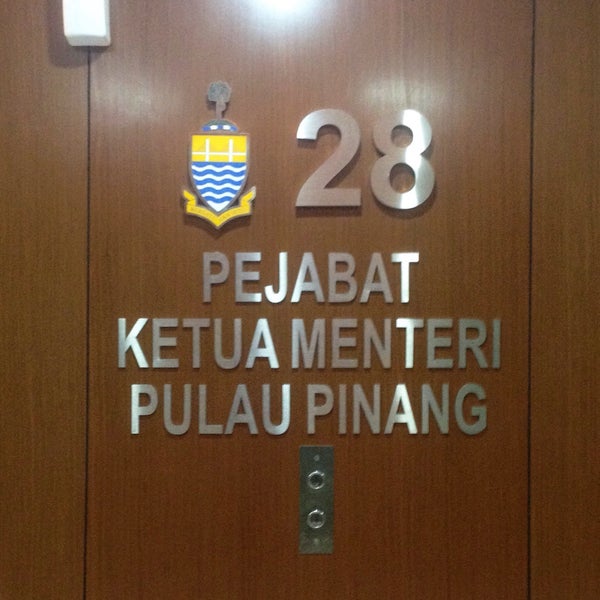 28
PEJABAT
KETUA MENTERI
PULAU PINANG